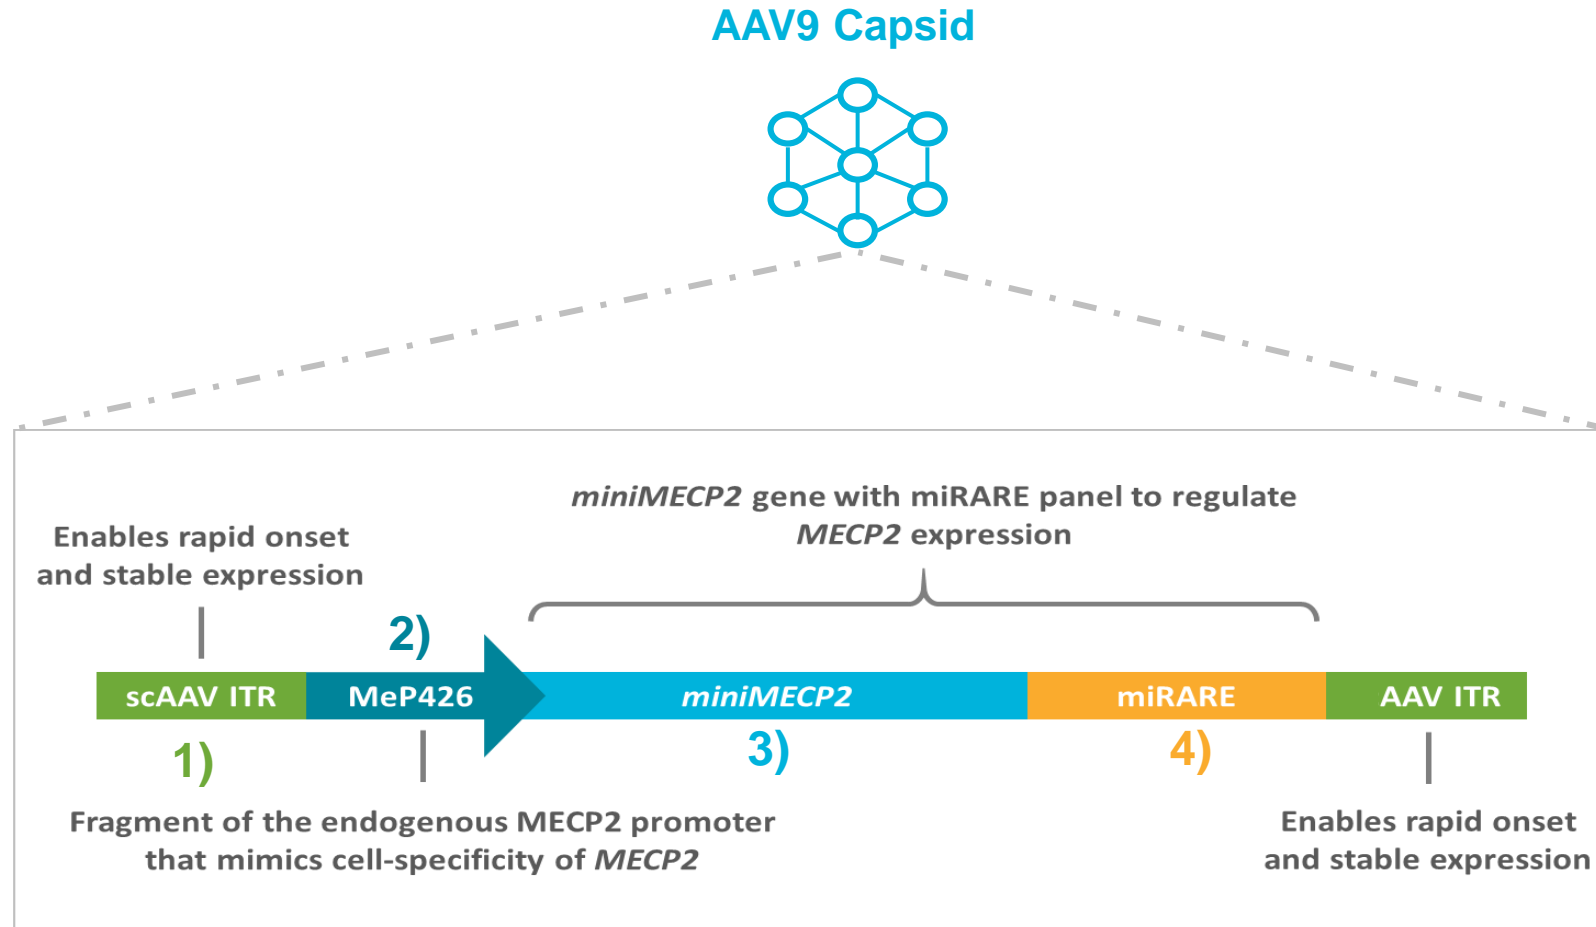 AAV9 Capsid
miniMECP2 gene with miRARE panel to regulate
MECP2 expression
Enables rapid onset
and stable expression
2)
scAAV ITR
MeP426
miniMECP2
miRARE
AAV ITR
1)
3)
4)
Fragment of the endogenous MECP2 promoter
that mimics cell-specificity of MECP2
Enables rapid onset
and stable expression